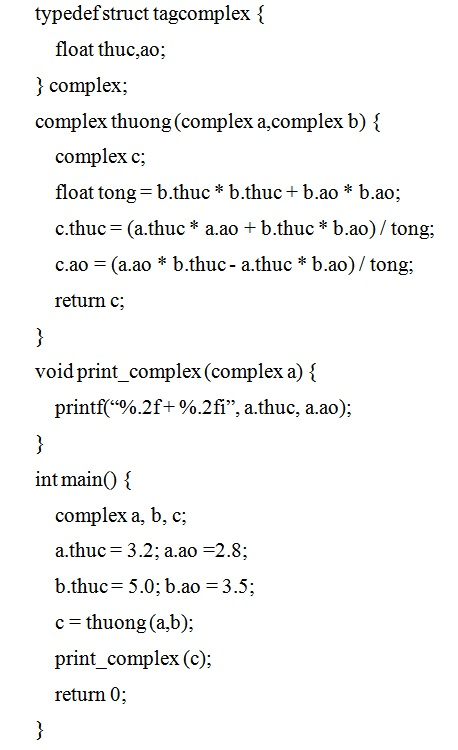 typedef struct tagcomplex {
float thuc,ao;
} complex;
complex thuong (complex a,complex b) {
complex c;
float tong = b.thuc * b.thuc + b.ao * b.ao;
c.thuc = (a.thuc * a.ao + b.thuc * b.ao) / tong;
c.ao = (a.ao * b.thuc - a.thuc * b.ao) / tong;
return c;
}
void print_complex (complex a) {
printf(“%.2f + %.2fi”, a.thuc, a.ao);
}
int main() {
complex a, b, c;
a.thuc = 3.2; a.ao =2.8;
b.thuc = 5.0; b.ao = 3.5;
c = thuong (a,b);
print_complex (c);
return 0;
}